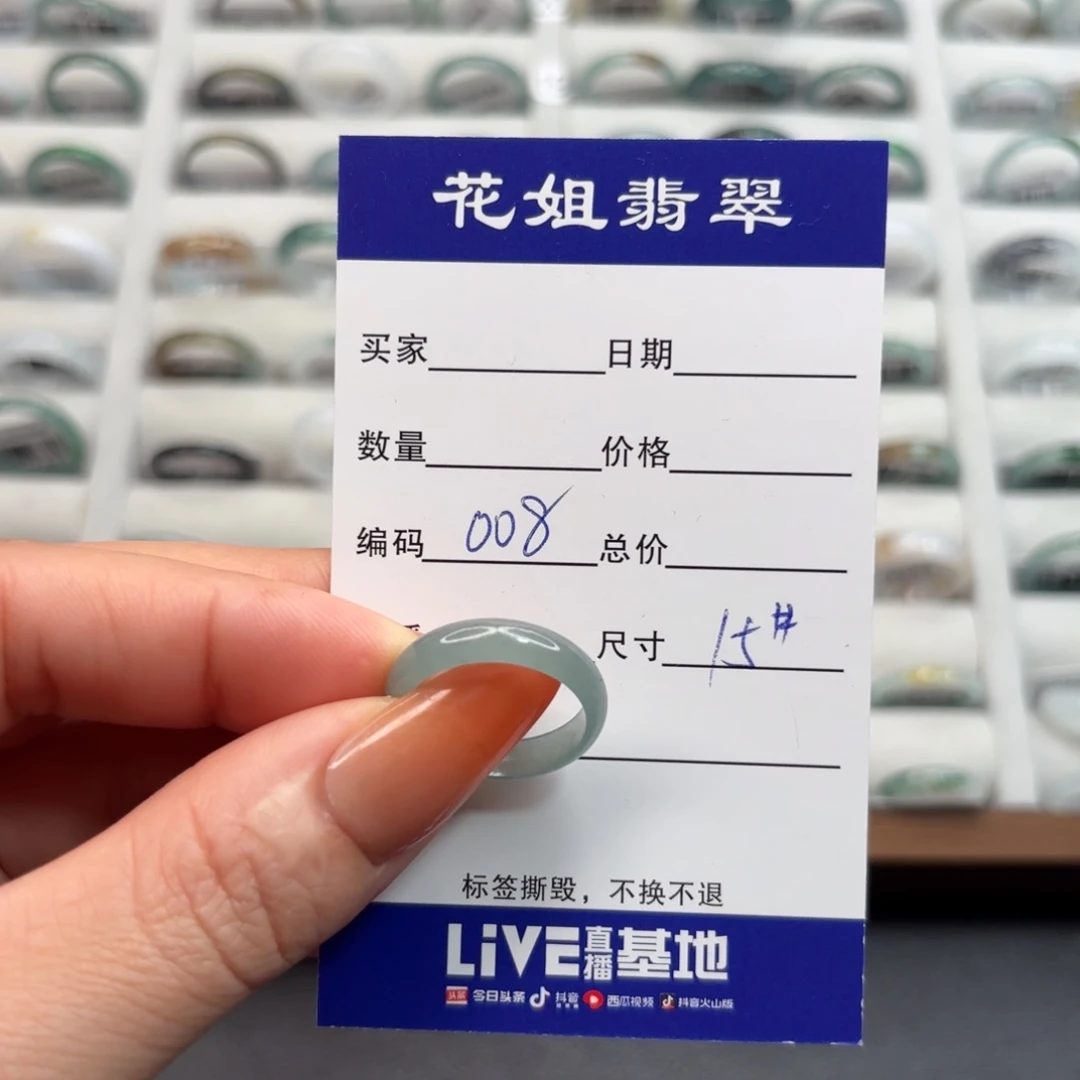 花姐翡翠
买家 日期
数量 价格
编码 008 总价
尺寸 15#
标签撕毁，不换不退
LiVE直播基地
头条 今日头条 抖音 西瓜视频 抖音火山版